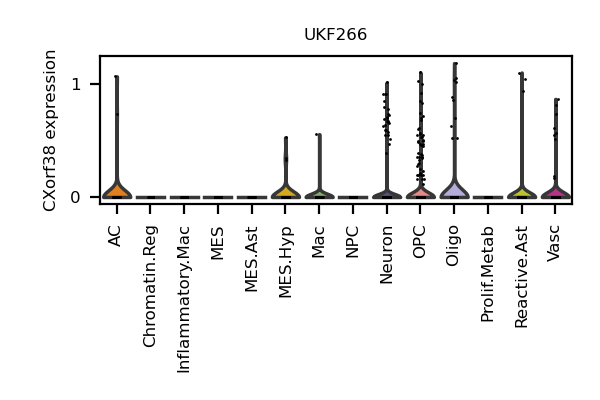 UKF266
CXorf38 expression
1
0
AC
Chromatin.Reg
Inflammatory.Mac
MES
MES.Ast
MES.Hyp
Mac
NPC
Neuron
OPC
Oligo
Prolif.Metab
Reactive.Ast
Vasc